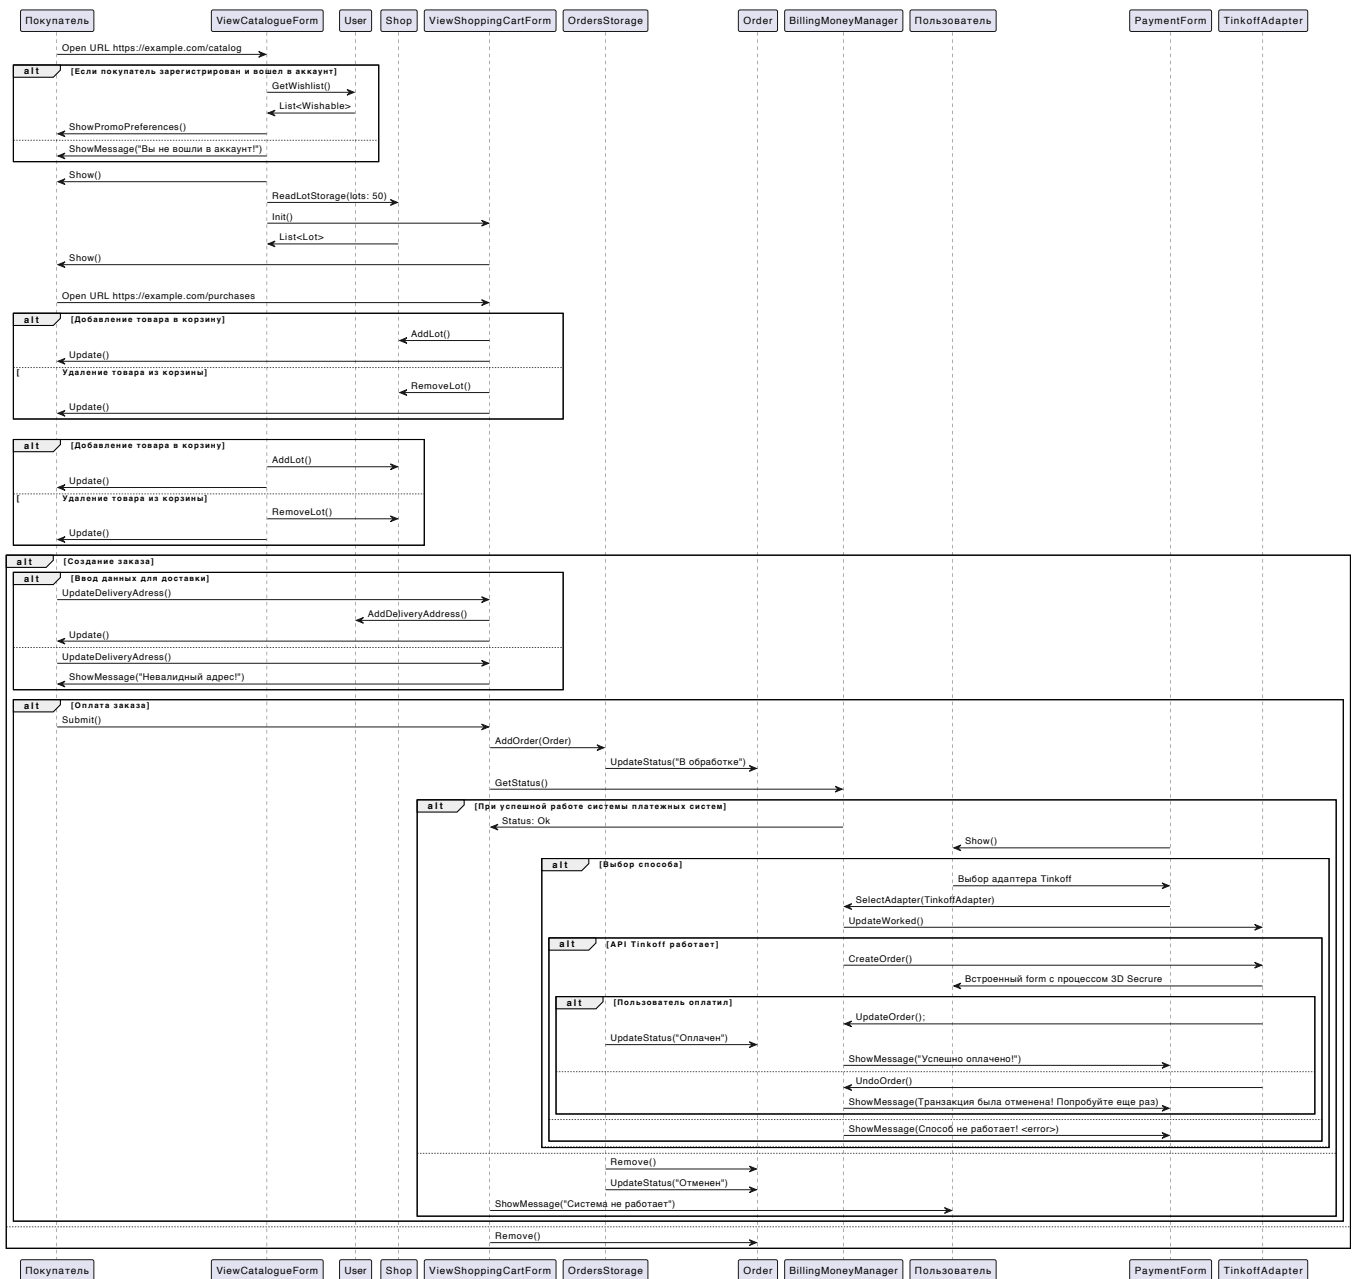 Покупатель ViewCatalogueForm User Shop ViewShoppingCartForm OrdersStorage Order BillingMoneyManager Пользователь PaymentForm TinkoffAdapter
Open URL https://example.com/catalog
alt [Если покупатель зарегистрирован и вошел в аккаунт]
GetWishlist()
List<Wishable>
ShowPromoPreferences()
ShowMessage("Вы не вошли в аккаунт!")
Show()
ReadLotStorage(lots: 50)
Init()
List<Lot>
Show()
Open URL https://example.com/purchases
alt [Добавление товара в корзину]
AddLot()
Update()
[ Удаление товара из корзины]
RemoveLot()
Update()
alt [Добавление товара в корзину]
AddLot()
Update()
[ Удаление товара из корзины]
RemoveLot()
Update()
alt [Создание заказа]
alt [Ввод данных для доставки]
UpdateDeliveryAdress()
AddDeliveryAddress()
Update()
UpdateDeliveryAdress()
ShowMessage("Невалидный адрес!")
alt [Оплата заказа]
Submit()
AddOrder(Order)
UpdateStatus("В обработке")
GetStatus()
alt [При успешной работе системы платежных систем]
Status: Ok
Show()
alt [Выбор способа]
Выбор адаптера Tinkoff
SelectAdapter(TinkoffAdapter)
UpdateWorked()
alt [API Tinkoff работает]
CreateOrder()
Встроенный form с процессом 3D Secrure
alt [Пользователь оплатил]
UpdateOrder();
UpdateStatus("Оплачен")
ShowMessage("Успешно оплачено!")
UndoOrder()
ShowMessage(Транзакция была отменена! Попробуйте еще раз)
ShowMessage(Способ не работает! <error>)
Remove()
UpdateStatus("Отменен")
ShowMessage("Система не работает")
Remove()
Покупатель ViewCatalogueForm User Shop ViewShoppingCartForm OrdersStorage Order BillingMoneyManager Пользователь PaymentForm TinkoffAdapter